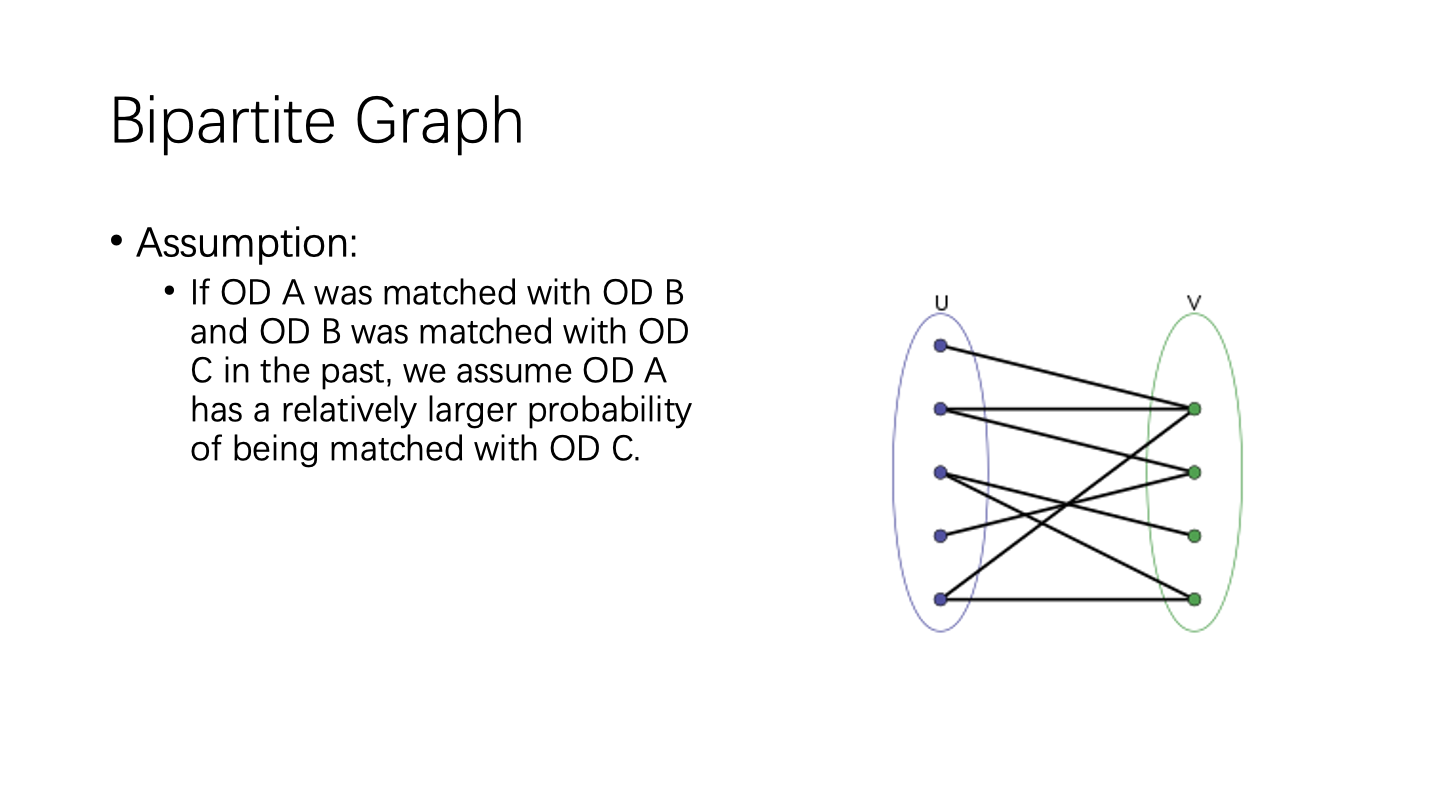 Bipartite Graph
• Assumption:
• If OD A was matched with OD B
and OD B was matched with OD
C in the past, we assume OD A
has a relatively larger probability
of being matched with OD C.
U
V